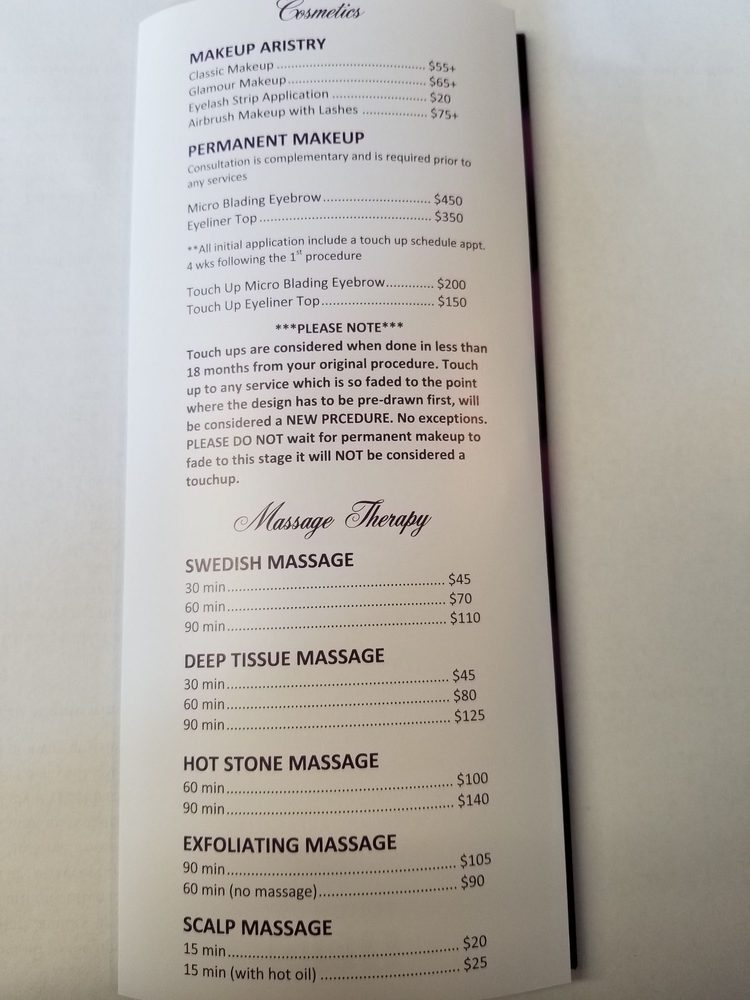 Cosmetics
MAKEUP ARISTRY
Classic Makeup ..................................... $55+
Glamour Makeup................................... $65+
Eyelash Strip Application ........................ $20
Airbrush Makeup with Lashes ................. $75+
PERMANENT MAKEUP
Consultation is complementary and is required prior to
any services
Micro Blading Eyebrow............................ $450
Eyeliner Top............................................ $350
**All initial application include a touch up schedule appt.
4 wks following the 1st procedure
Touch Up Micro Blading Eyebrow............ $200
Touch Up Eyeliner Top............................ $150
***PLEASE NOTE***
Touch ups are considered when done in less than
18 months from your original procedure. Touch
up to any service which is so faded to the point
where the design has to be pre-drawn first, will
be considered a NEW PRCEDURE. No exceptions.
PLEASE DO NOT wait for permanent makeup to
fade to this stage it will NOT be considered a
touchup.
Massage Therapy
SWEDISH MASSAGE
30 min..................................................... $45
60 min..................................................... $70
90 min..................................................... $110
DEEP TISSUE MASSAGE
30 min..................................................... $45
60 min..................................................... $80
90 min..................................................... $125
HOT STONE MASSAGE
60 min..................................................... $100
90 min..................................................... $140
EXFOLIATING MASSAGE
90 min..................................................... $105
60 min (no massage)................................ $90
SCALP MASSAGE
15 min..................................................... $20
15 min (with hot oil) ................................ $25